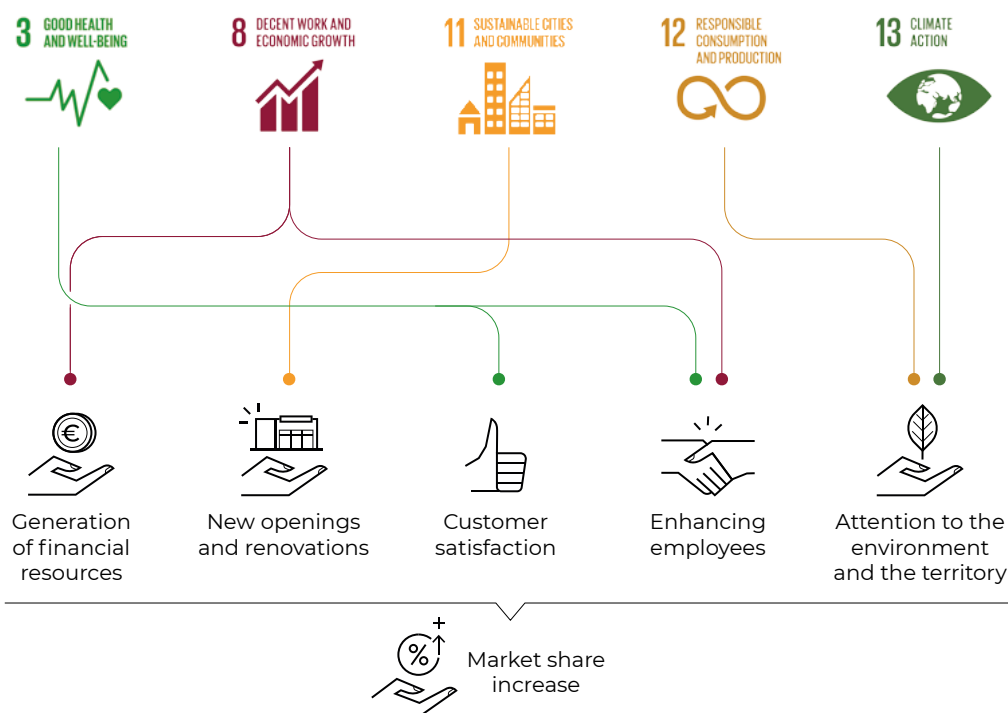 3 GOOD HEALTH
AND WELL-BEING
8 DECENT WORK AND
ECONOMIC GROWTH
11 SUSTAINABLE CITIES
AND COMMUNITIES
12 RESPONSIBLE
CONSUMPTION
AND PRODUCTION
13 CLIMATE
ACTION
€
Generation
of financial
resources
New openings
and renovations
Customer
satisfaction
Enhancing
employees
Attention to the
environment
and the territory
%
+
Market share
increase